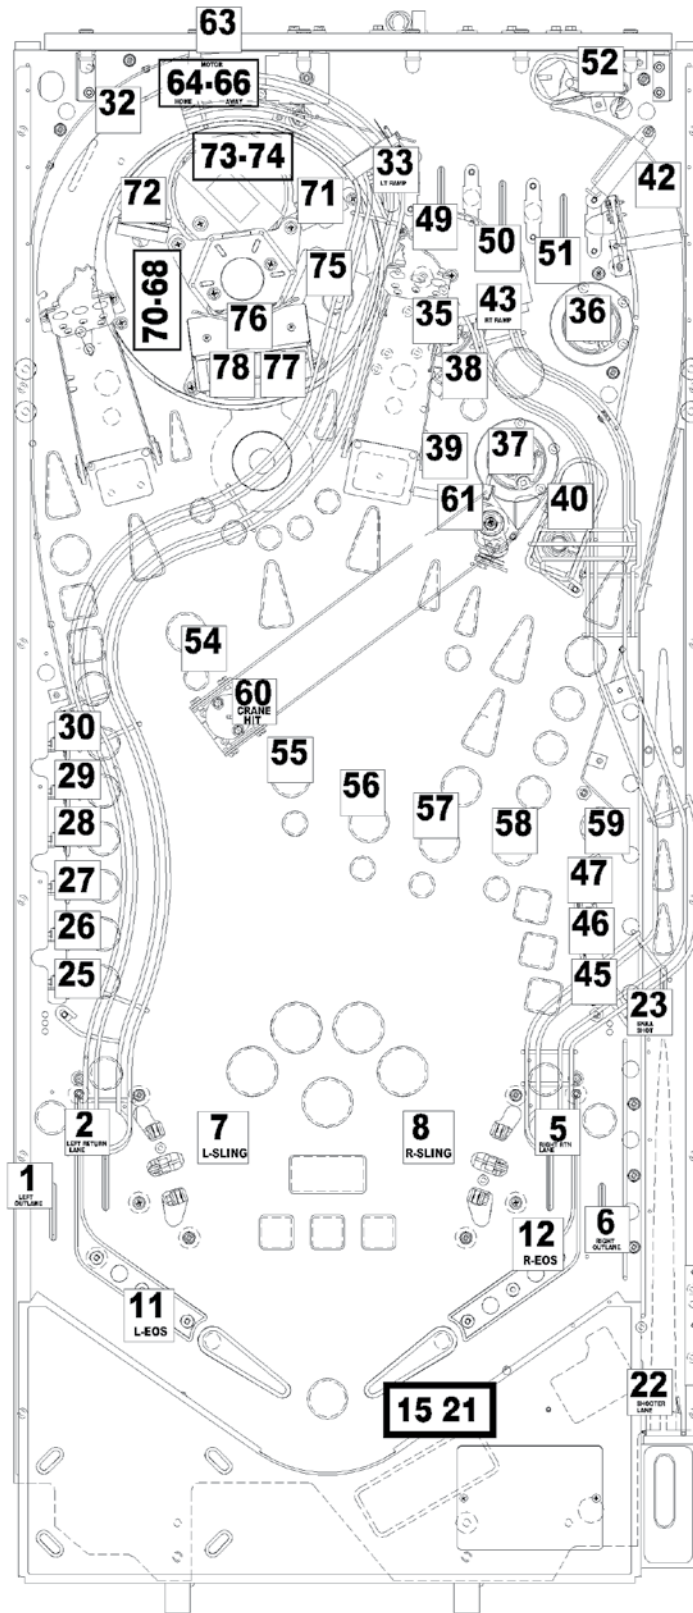 63
52
MOTOR
64-66
HOME AWAY
32
73-74
33
LT RAMP
42
72
71
49
50
51
70-68
75
43
RT RAMP
36
76
35
78
77
38
39
37
61
40
54
60
CRANE
HIT
30
55
29
56
28
57
58
59
27
47
26
46
25
45
23
SKILL
SHOT
2
LEFT RETURN
LANE
7
L-SLING
8
R-SLING
5
RIGHT RTN
LANE
1
LEFT
OUTLANE
6
RIGHT
OUTLANE
12
R-EOS
11
L-EOS
22
SHOOTER
LANE
15 21